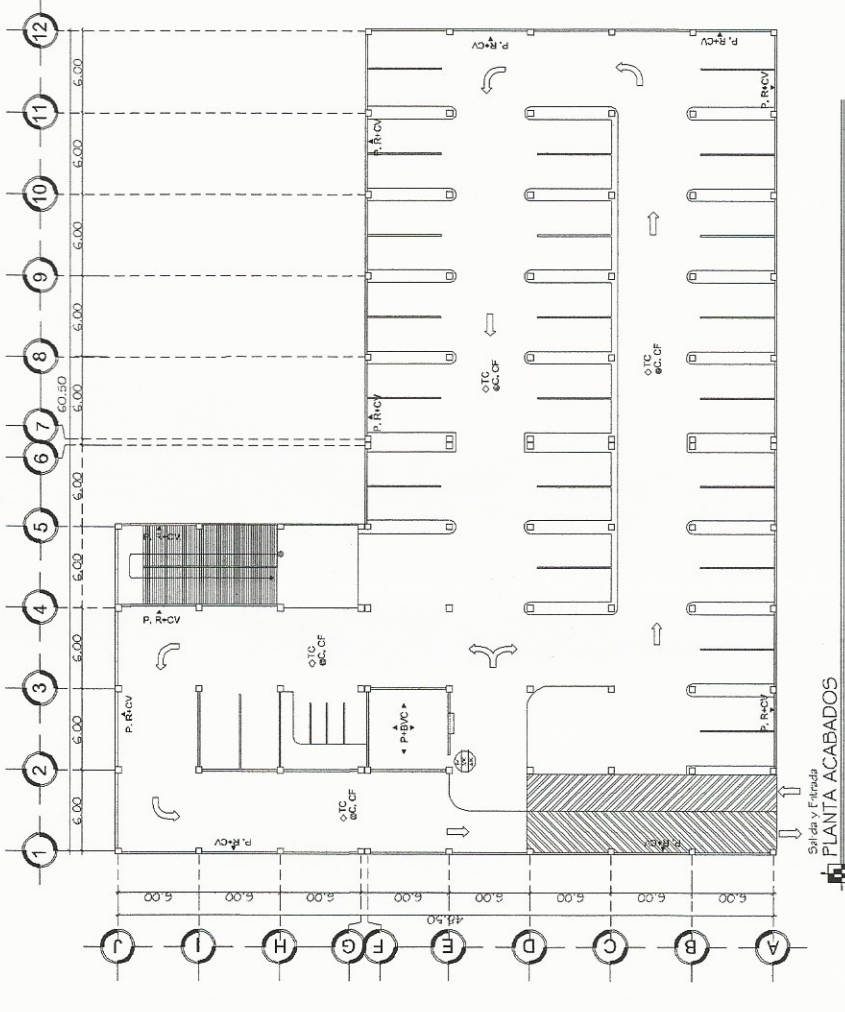 12
11
10
9
8
7
6
5
4
3
2
1
6.00
6.00
6.00
6.00
60.50
6.00
6.00
6.00
6.00
6.00
6.00
P. R+CV
P. R+CV
P. R+CV
P. R+CV
P. R+CV
◇TC
@C. CF
◇TC
@C. CF
P. R+CV
P. R+CV
◇TC
@C. CF
P. R+CV
P+BVC
P. R+CV
◇TC
@C. CF
P. R+CV
P. R+CV
6.00
6.00
6.00
6.00
6.00
6.00
6.00
6.00
48.50
J
I
H
G
F
E
D
C
B
A
Salida y Entrada
PLANTA ACABADOS